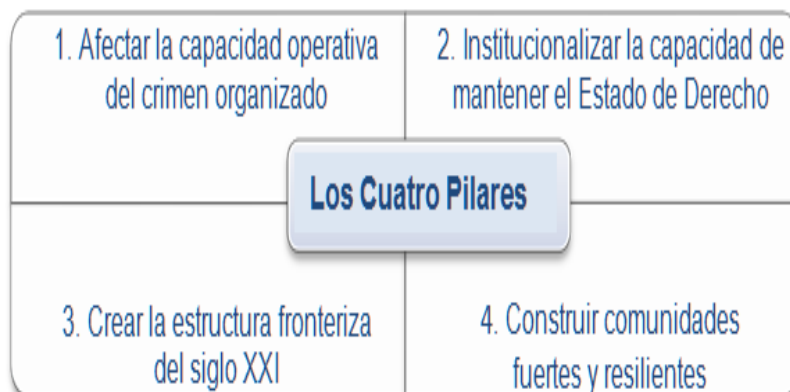 1. Afectar la capacidad operativa
del crimen organizado
2. Institucionalizar la capacidad de
mantener el Estado de Derecho
Los Cuatro Pilares
3. Crear la estructura fronteriza
del siglo XXI
4. Construir comunidades
fuertes y resilientes